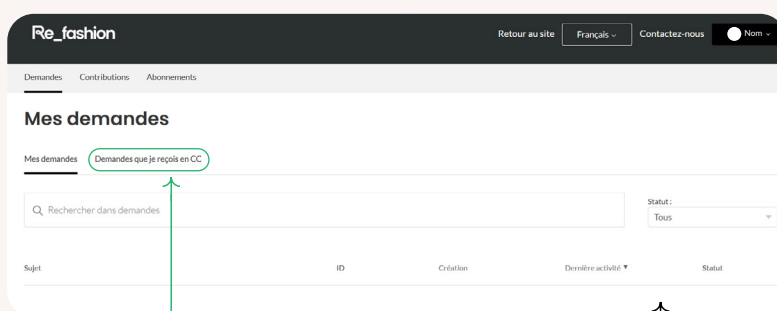 Re_fashion
Retour au site Français Contactez-nous Nom
Demandes Contributions Abonnements
Mes demandes
Mes demandes Demandes que je reçois en CC
Statut :
Rechercher dans demandes
Tous
Sujet ID Création Dernière activité ▼ Statut